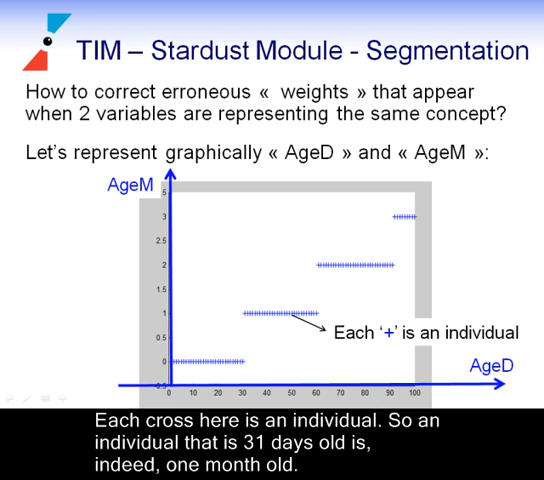 TIM – Stardust Module - Segmentation
How to correct erroneous « weights » that appear
when 2 variables are representing the same concept?
Let's represent graphically « AgeD » and « AgeM »:
AgeM
3
2.5
2
1.5
1
0.5
0
Each '+' is an individual
AgeD
0 10 20 30 40 50 60 70 80 90 100
Each cross here is an individual. So an
individual that is 31 days old is,
indeed, one month old.